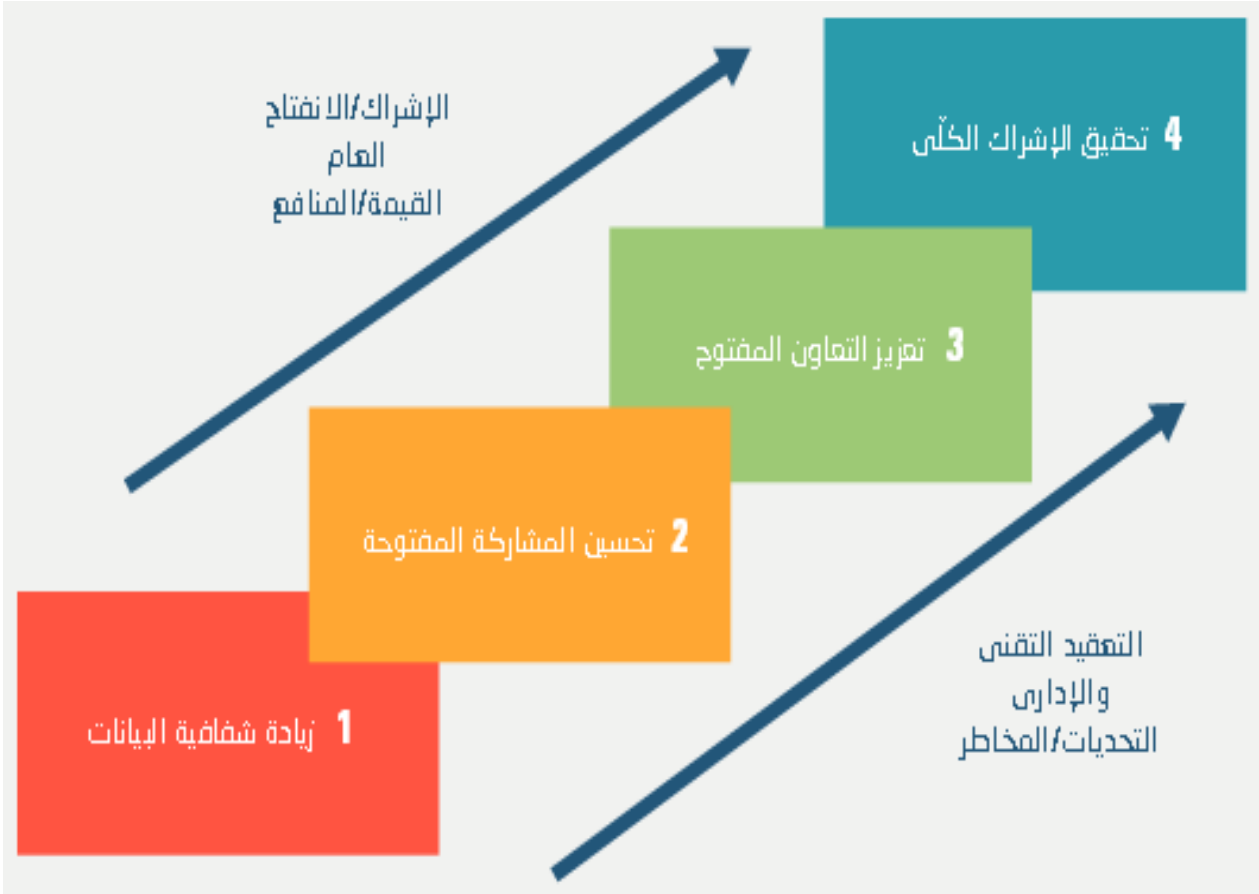 الإشراك/الانفتاح
العام
القيمة/المنافع
4 تحقيق الإشراك الكلّى
3 تعزيز التعاون المفتوح
2 تحسين المشاركة المفتوحة
1 زيادة شفافية البيانات
التعقيد التقنى
والإدارى
التحديات/المخاطر